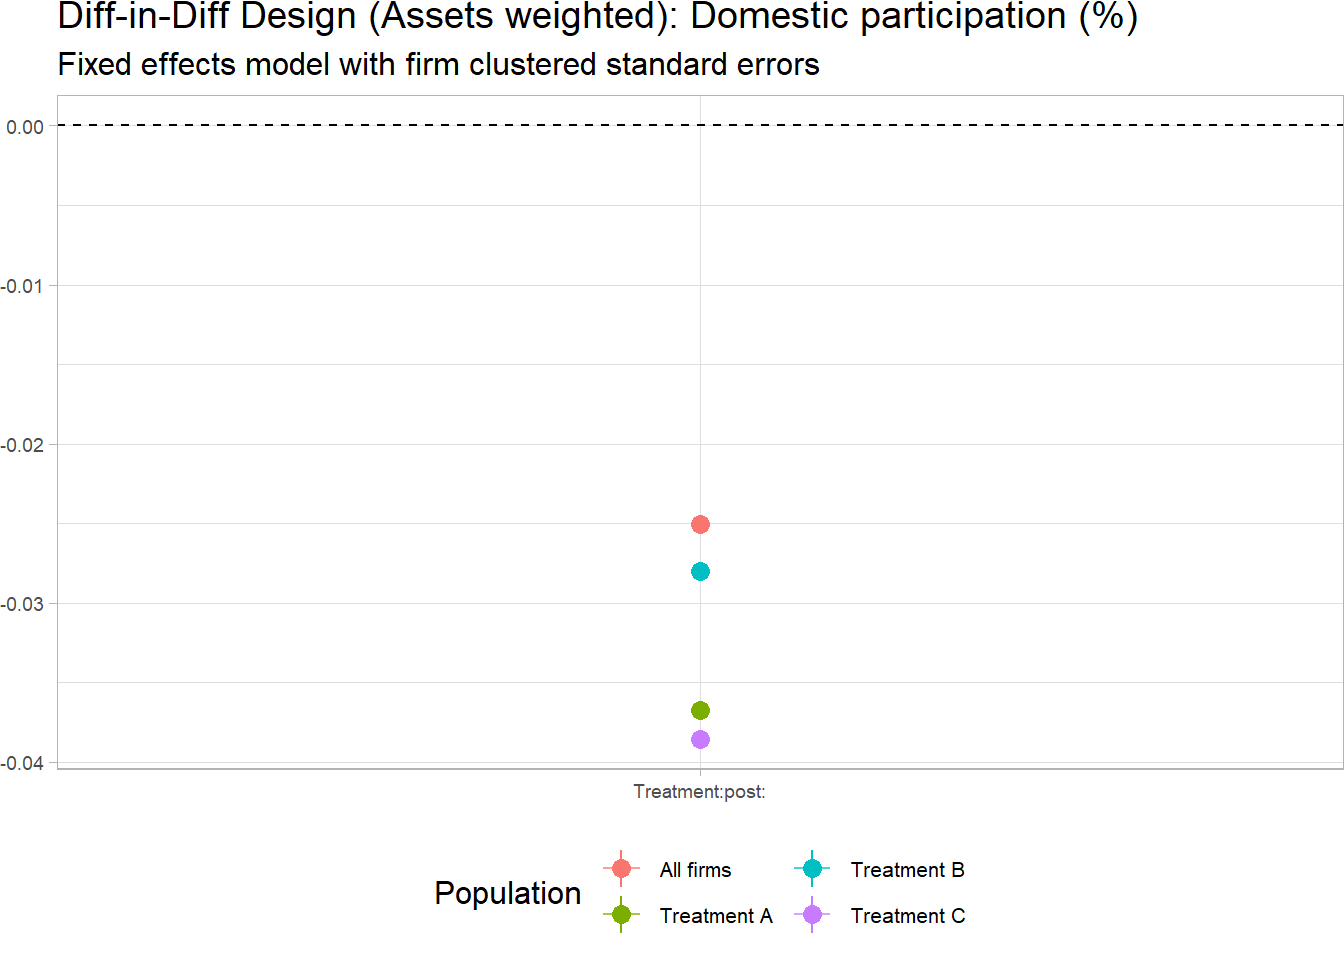 Diff-in-Diff Design (Assets weighted): Domestic participation (%)
Fixed effects model with firm clustered standard errors
0.00
-0.01
-0.02
-0.03
-0.04
Treatment:post:
Population
All firms
Treatment B
Treatment A
Treatment C